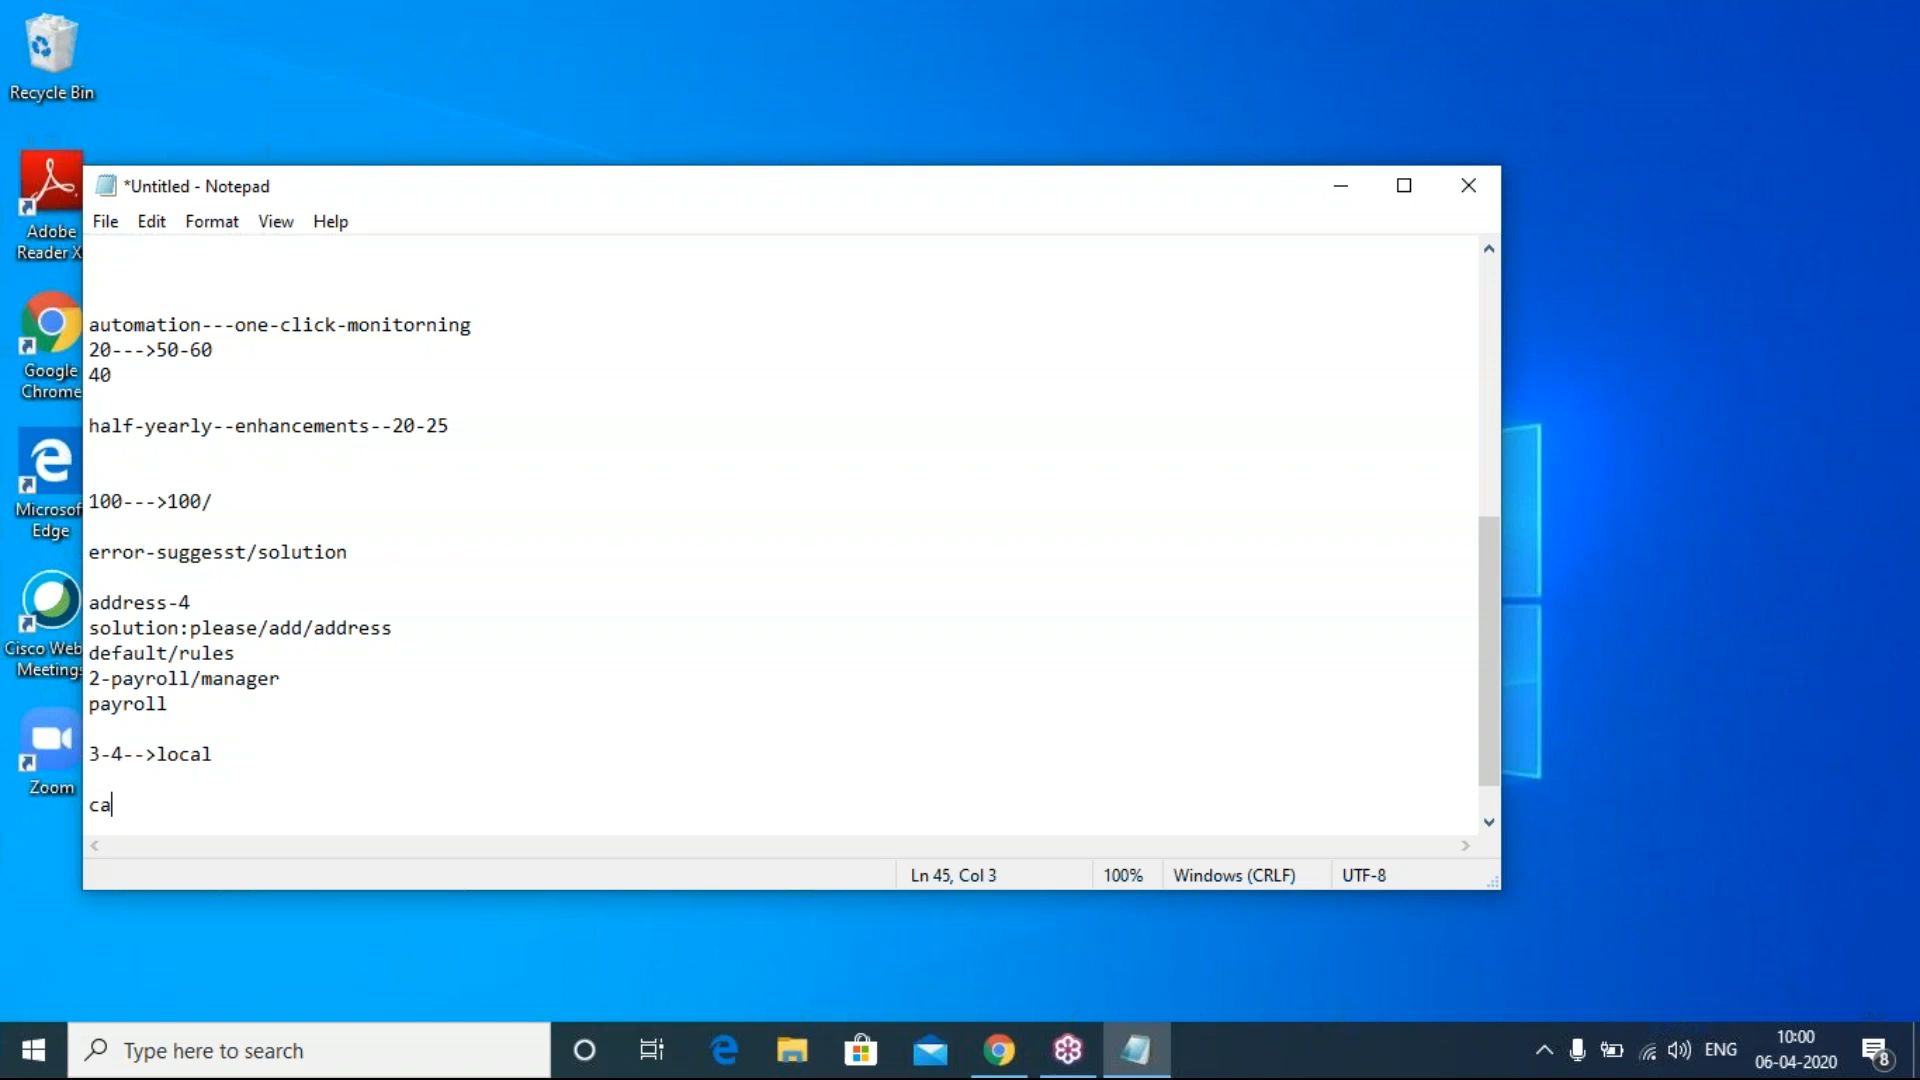 Recycle Bin
Adobe
Reader X
Google
Chrome
Microsof
Edge
Cisco Web
Meetings
Zoom
*Untitled - Notepad
File Edit Format View Help
automation---one-click-monitorning
20--->50-60
40
half-yearly--enhancements--20-25
100--->100/
error-suggesst/solution
address-4
solution:please/add/address
default/rules
2-payroll/manager
payroll
3-4-->local
ca
Ln 45, Col 3 100% Windows (CRLF) UTF-8
Type here to search
ENG
10:00
06-04-2020
8